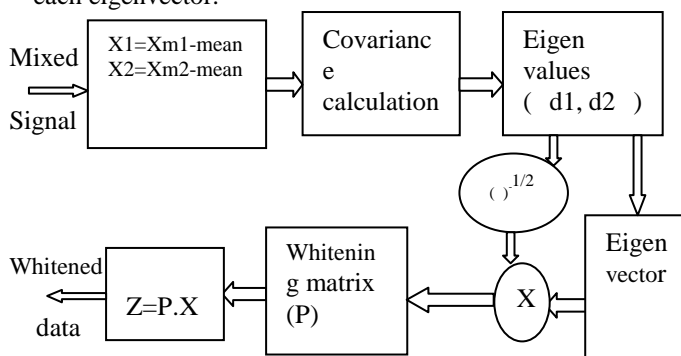 each eigenvector.
Mixed
Signal
X1=Xm1-mean
X2=Xm2-mean
Covarianc
e
calculation
Eigen
values
( d1, d2 )
( )-1/2
Eigen
vector
X
Whitenin
g matrix
(P)
Z=P.X
Whitened
data